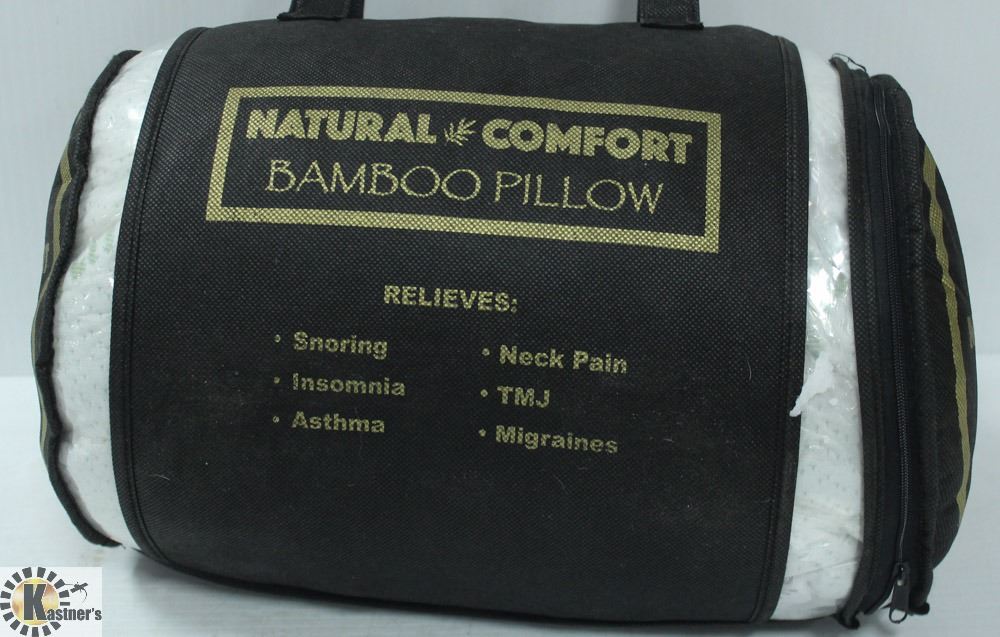 NATURAL COMFORT
BAMBOO PILLOW
RELIEVES:
• Snoring
• Insomnia
• Asthma
• Neck Pain
• TMJ
• Migraines
KASTNER'S